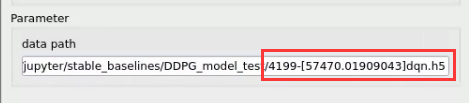 Parameter
data path
jupyter/stable_baselines/DDPG_model_test/4199-[57470.01909043]dqn.h5